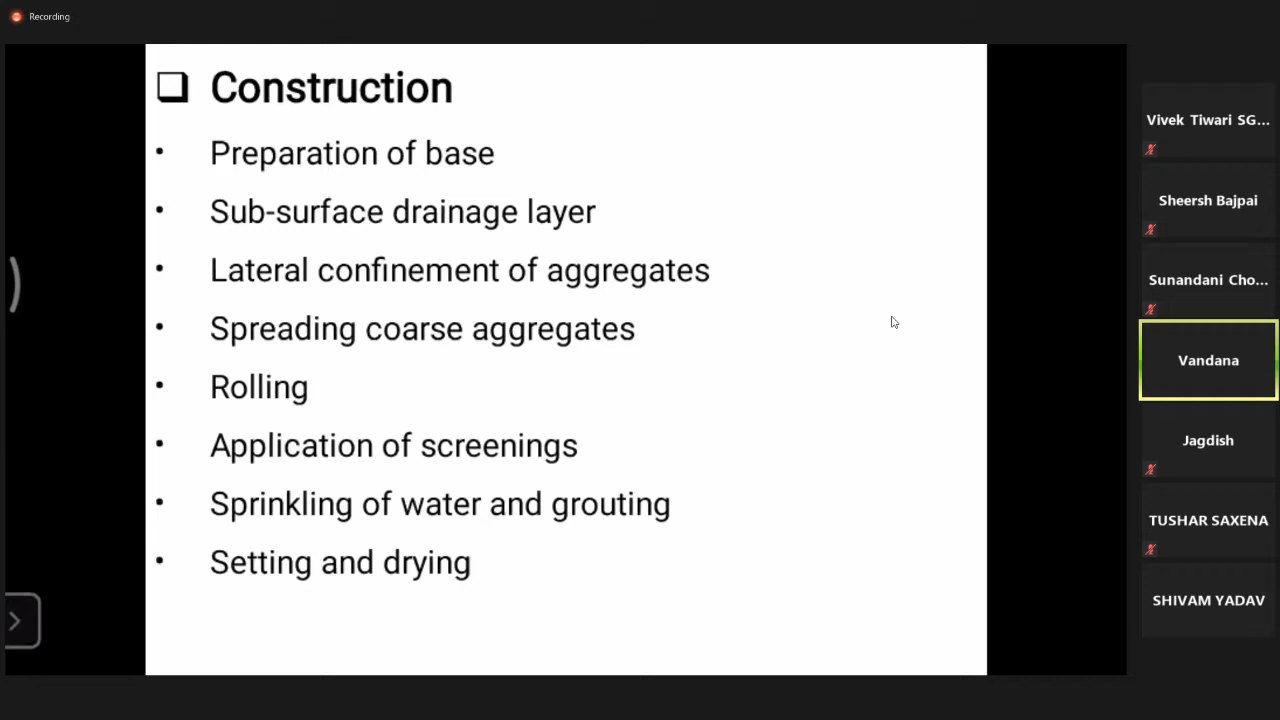 Recording
Construction
Preparation of base
Sub-surface drainage layer
Lateral confinement of aggregates
Spreading coarse aggregates
Rolling
Application of screenings
Sprinkling of water and grouting
Setting and drying
Vivek Tiwari SG...
Sheersh Bajpai
Sunandani Cho...
Vandana
Jagdish
TUSHAR SAXENA
SHIVAM YADAV